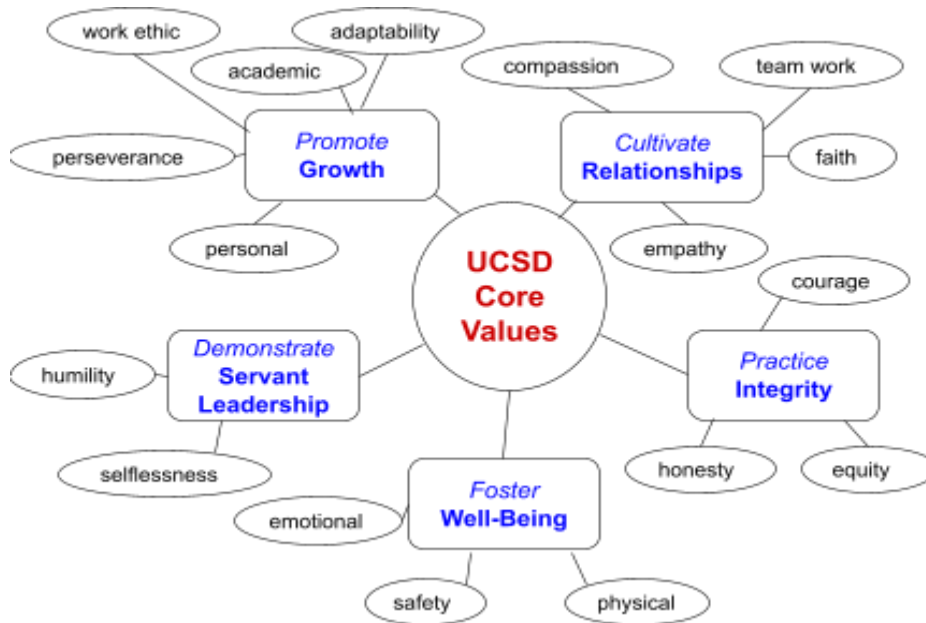 work ethic
adaptability
academic
compassion
team work
Promote
Growth
Cultivate
Relationships
perseverance
faith
personal
empathy
UCSD
Core
Values
courage
Demonstrate
Servant
Leadership
humility
Practice
Integrity
selflessness
honesty
equity
Foster
Well-Being
emotional
safety
physical